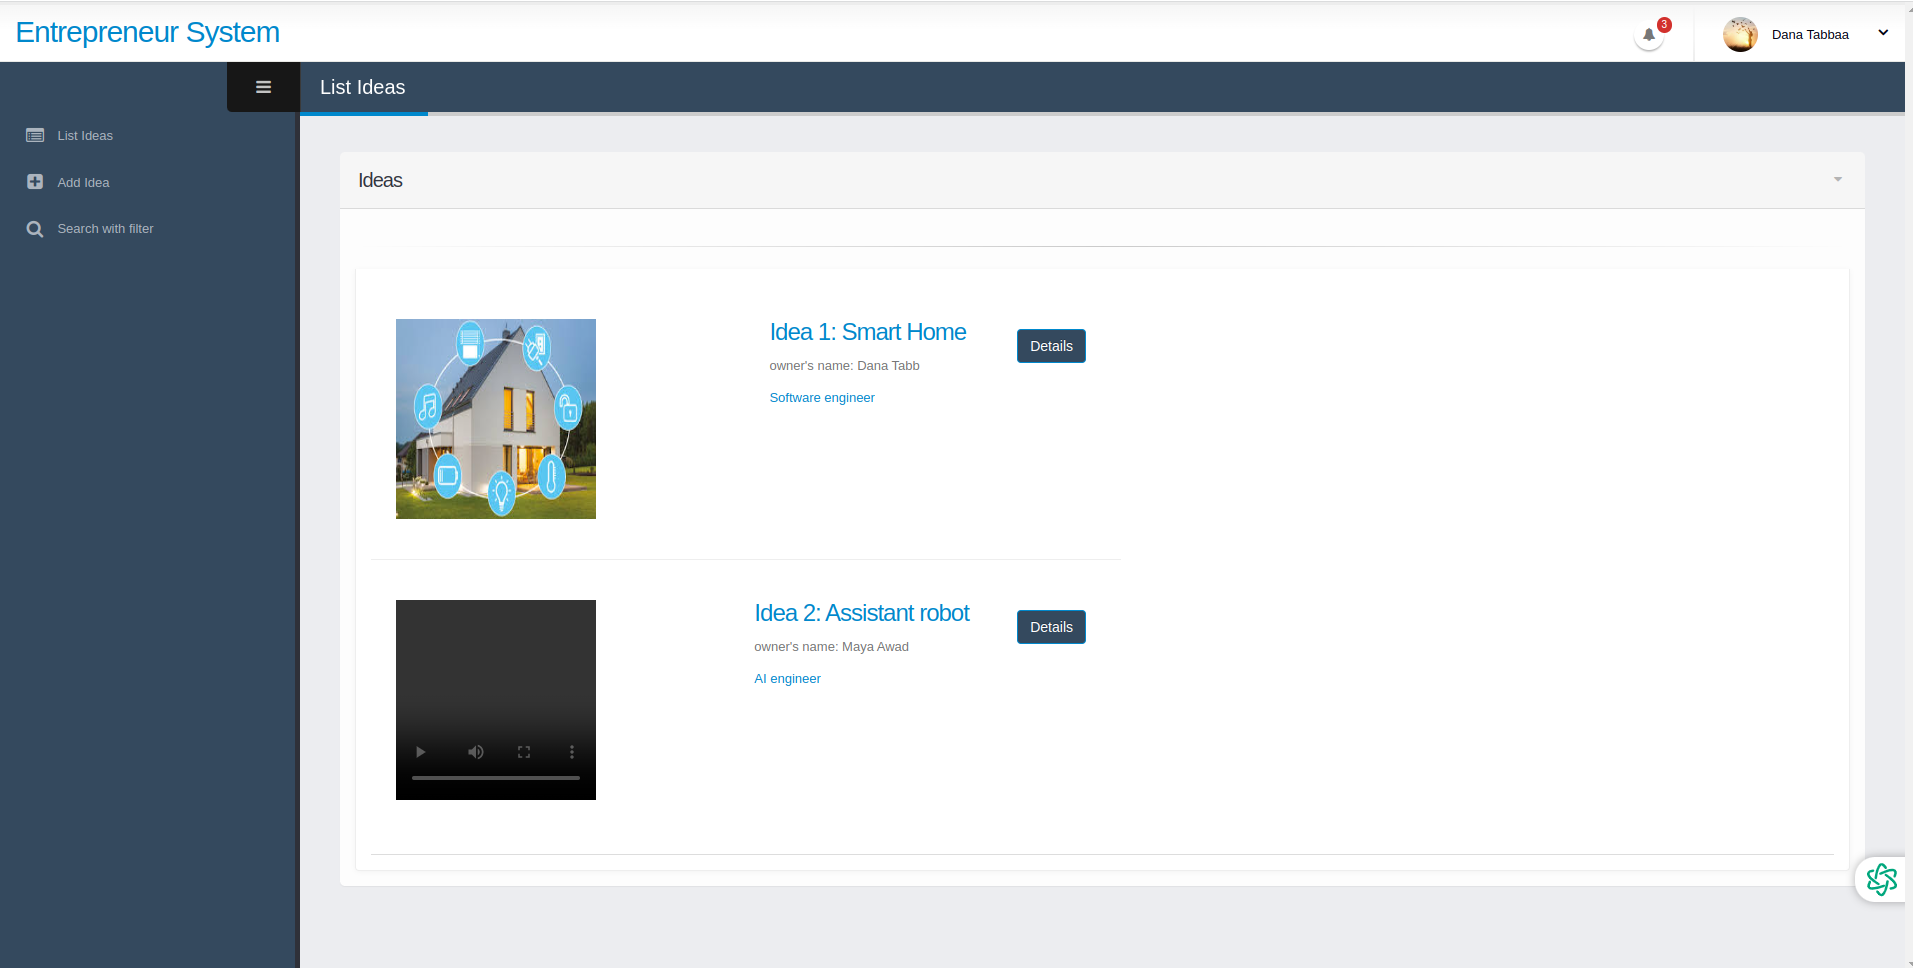 Entrepreneur System
3
Dana Tabbaa
List Ideas
List Ideas
Add Idea
Search with filter
Ideas
Idea 1: Smart Home
Details
owner's name: Dana Tabb
Software engineer
Idea 2: Assistant robot
Details
owner's name: Maya Awad
AI engineer